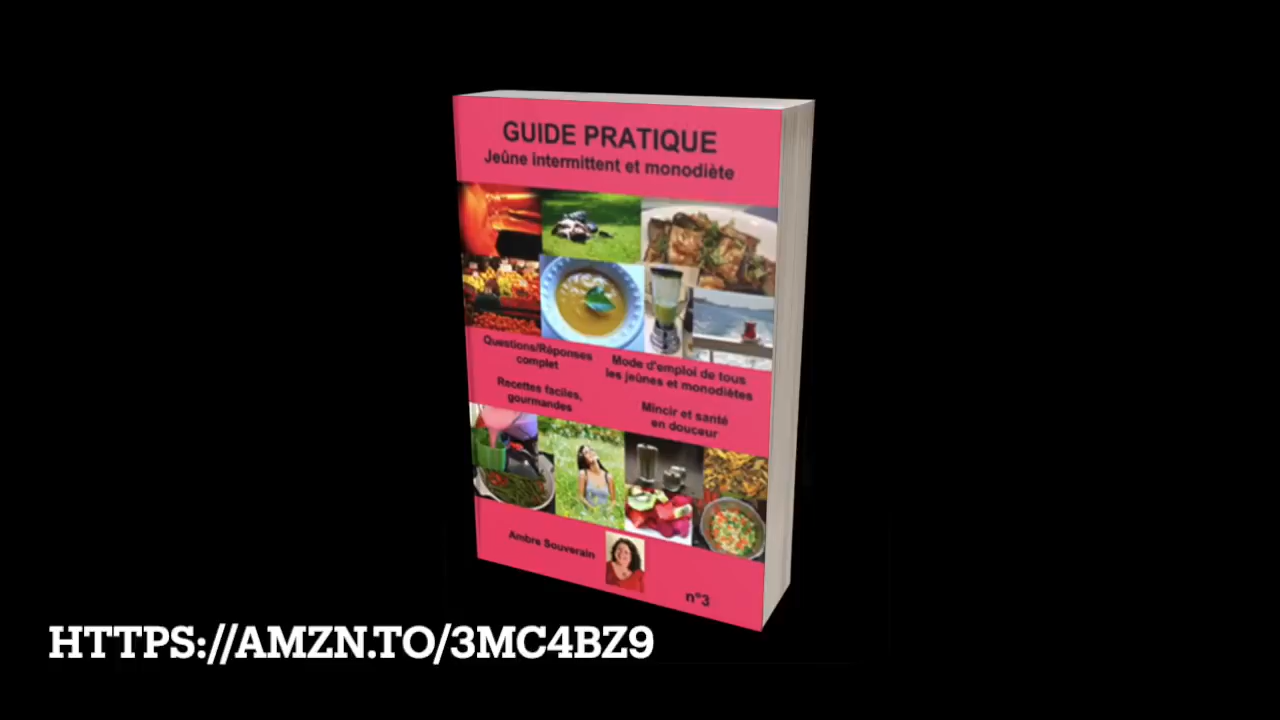 GUIDE PRATIQUE
Jeûne intermittent et monodiète
Questions/Réponses
complet
Mode d'emploi de tous
les jeûnes et monodiètes
Recettes faciles,
gourmandes
Mincir et santé
en douceur
Ambre Souverain
n°3
HTTPS://AMZN.TO/3MC4BZ9